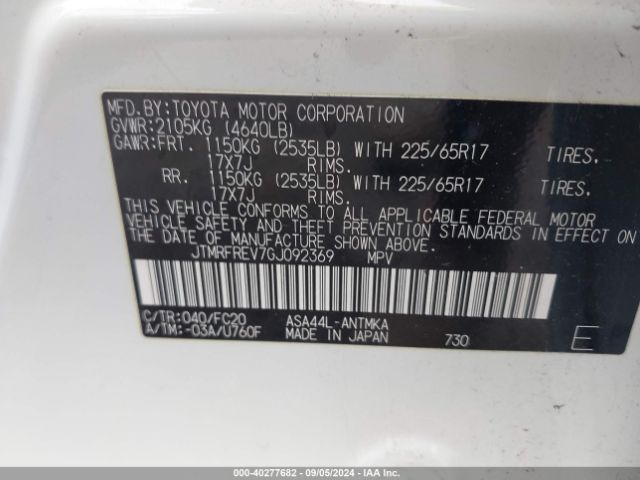 MFD.BY:TOYOTA MOTOR CORPORATION
GVWR:2105KG (4640LB)
GAWR:FRT. 1150KG (2535LB) WITH 225/65R17 TIRES.
17X7J RIMS.
RR. 1150KG (2535LB) WITH 225/65R17 TIRES.
17X7J RIMS.
THIS VEHICLE CONFORMS TO ALL APPLICABLE FEDERAL MOTOR
VEHICLE SAFETY AND THEFT PREVENTION STANDARDS IN EFFECT ON
THE DATE OF MANUFACTURE SHOWN ABOVE.
JTMRFREV7GJ092369 MPV
C/TR:040/FC20 ASA44L-ANTMKA
A/TM:-03A/U760F MADE IN JAPAN 730 E
000-40277682 - 09/05/2024 - IAAI.com